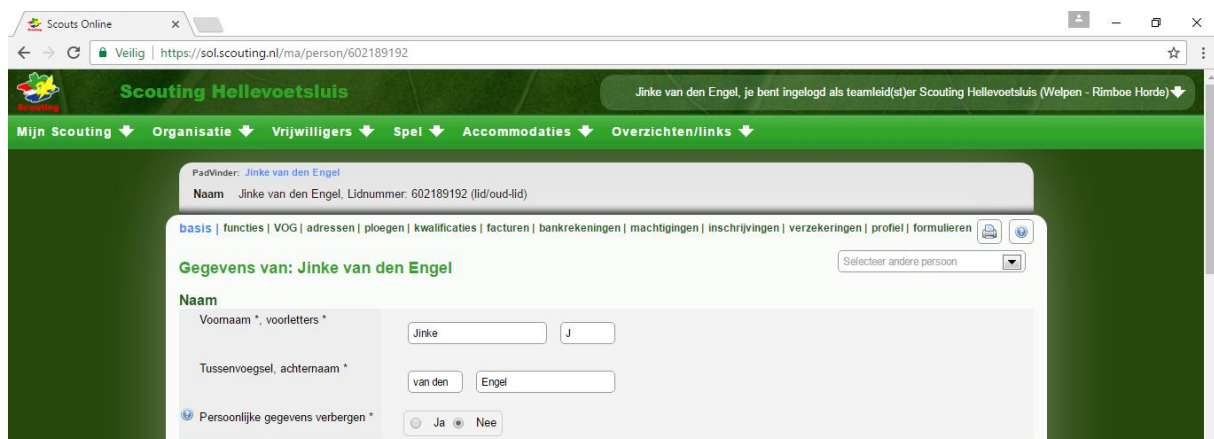 Scouts Online
Veilig | https://sol.scouting.nl/ma/person/602189192
Scouting
Scouting Hellevoetsluis
Jinke van den Engel, je bent ingelogd als teamleid(st)er Scouting Hellevoetsluis (Welpen - Rimboe Horde)
Mijn Scouting Organisatie Vrijwilligers Spel Accommodaties Overzichten/links
PadVinder: Jinke van den Engel
Naam Jinke van den Engel, Lidnummer: 602189192 (lid/oud-lid)
basis | functies | VOG | adressen | ploegen | kwalificaties | facturen | bankrekeningen | machtigingen | inschrijvingen | verzekeringen | profiel | formulieren
Selecteer andere persoon
Gegevens van: Jinke van den Engel
Naam
Voornaam *, voorletters *
Jinke J
Tussenvoegsel, achternaam *
van den Engel
Persoonlijke gegevens verbergen * Ja Nee